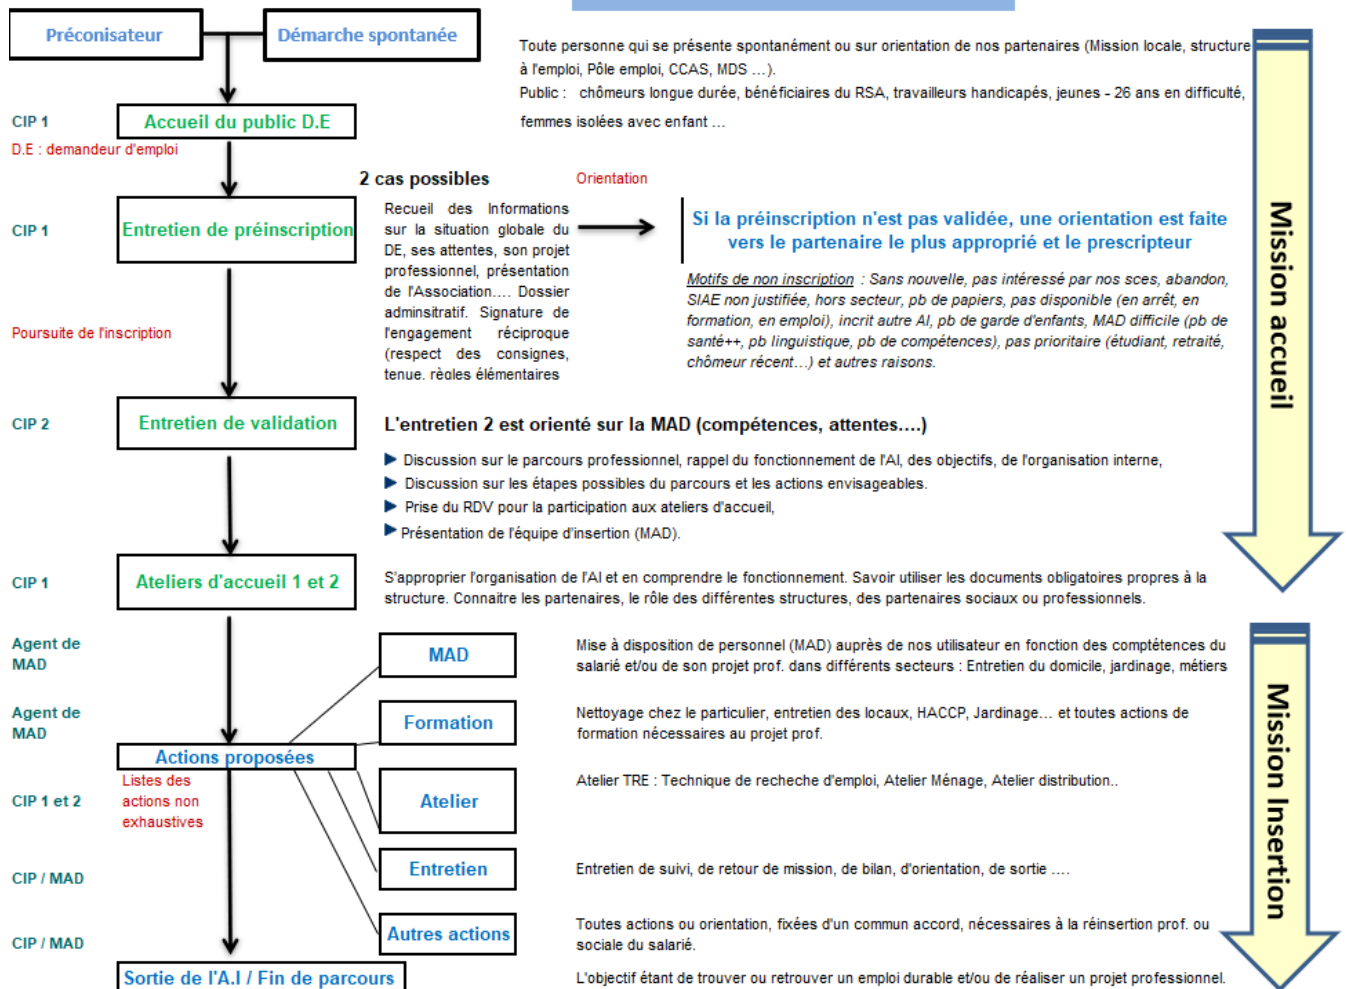 Préconisateur
Démarche spontanée
Toute personne qui se présente spontanément ou sur orientation de nos partenaires (Mission locale, structure
à l'emploi, Pôle emploi, CCAS, MDS ...).
Public : chômeurs longue durée, bénéficiaires du RSA, travailleurs handicapés, jeunes - 26 ans en difficulté,
femmes isolées avec enfant ...
CIP 1
Accueil du public D.E
D.E : demandeur d'emploi
2 cas possibles
Orientation
CIP 1
Entretien de préinscription
Recueil des Informations
sur la situation globale du
DE, ses attentes, son projet
professionnel, présentation
de l'Association.... Dossier
adminsitratif. Signature de
l'engagement réciproque
(respect des consignes,
tenue, règles élémentaires
Si la préinscription n'est pas validée, une orientation est faite
vers le partenaire le plus approprié et le prescripteur
Motifs de non inscription : Sans nouvelle, pas intéressé par nos sces, abandon,
SIAE non justifiée, hors secteur, pb de papiers, pas disponible (en arrêt, en
formation, en emploi), incrit autre AI, pb de garde d'enfants, MAD difficile (pb de
santé++, pb linguistique, pb de compétences), pas prioritaire (étudiant, retraité,
chômeur récent...) et autres raisons.
Poursuite de l'inscription
Mission accueil
CIP 2
Entretien de validation
L'entretien 2 est orienté sur la MAD (compétences, attentes....)
Discussion sur le parcours professionnel, rappel du fonctionnement de l'AI, des objectifs, de l'organisation interne,
Discussion sur les étapes possibles du parcours et les actions envisageables.
Prise du RDV pour la participation aux ateliers d'accueil,
Présentation de l'équipe d'insertion (MAD).
CIP 1
Ateliers d'accueil 1 et 2
S'approprier l'organisation de l'AI et en comprendre le fonctionnement. Savoir utiliser les documents obligatoires propres à la
structure. Connaitre les partenaires, le rôle des différentes structures, des partenaires sociaux ou professionnels.
Agent de
MAD
MAD
Mise à disposition de personnel (MAD) auprès de nos utilisateur en fonction des comptétences du
salarié et/ou de son projet prof. dans différents secteurs : Entretien du domicile, jardinage, métiers
Agent de
MAD
Formation
Nettoyage chez le particulier, entretien des locaux, HACCP, Jardinage... et toutes actions de
formation nécessaires au projet prof.
Actions proposées
Listes des
actions non
exhaustives
CIP 1 et 2
Atelier
Atelier TRE : Technique de recheche d'emploi, Atelier Ménage, Atelier distribution..
Mission Insertion
CIP / MAD
Entretien
Entretien de suivi, de retour de mission, de bilan, d'orientation, de sortie ....
CIP / MAD
Autres actions
Toutes actions ou orientation, fixées d'un commun accord, nécessaires à la réinsertion prof. ou
sociale du salarié.
Sortie de l'A.I / Fin de parcours
L'objectif étant de trouver ou retrouver un emploi durable et/ou de réaliser un projet professionnel.